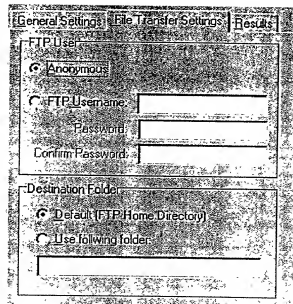 General Settings File Transfer Settings Results
FTP User
Anonymous
FTP Username:
Password:
Confirm Password:
Destination Folder
Default (FTP Home Directory)
Use follwing folder: